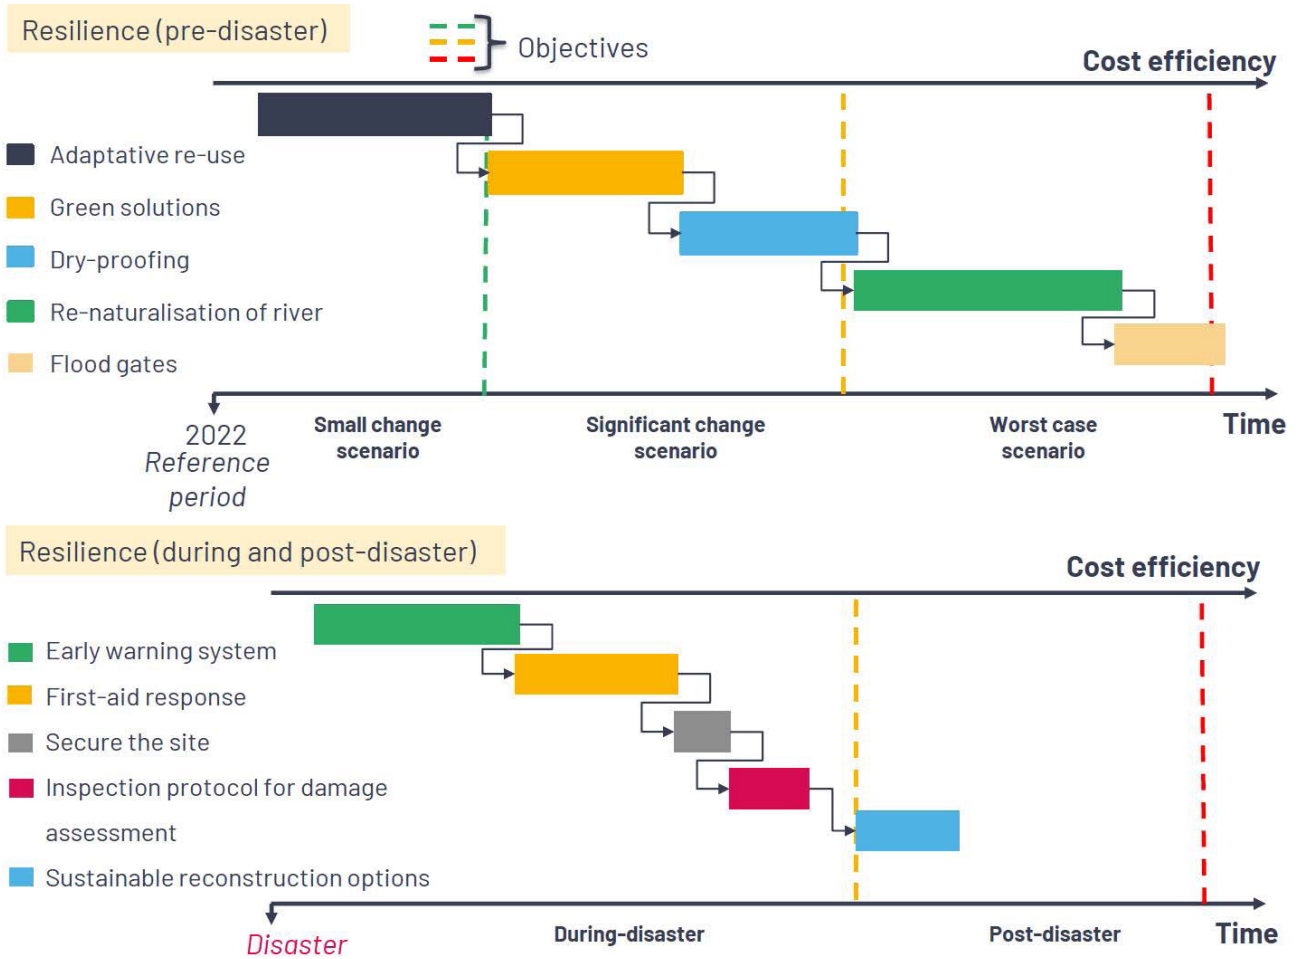 Resilience (pre-disaster)
Objectives
Cost efficiency
Adaptative re-use
Green solutions
Dry-proofing
Re-naturalisation of river
Flood gates
2022
Reference
period
Small change
scenario
Significant change
scenario
Worst case
scenario
Time
Resilience (during and post-disaster)
Cost efficiency
Early warning system
First-aid response
Secure the site
Inspection protocol for damage
assessment
Sustainable reconstruction options
Disaster
During-disaster
Post-disaster
Time